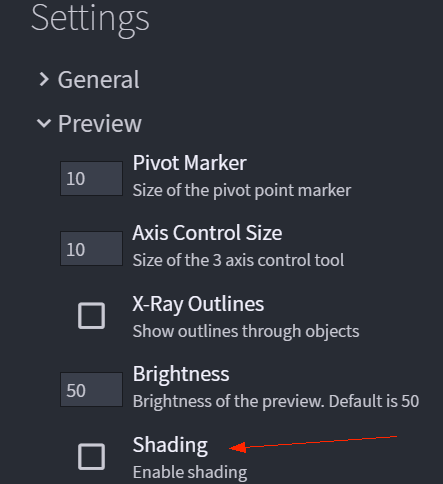 Settings
General
Preview
10
Pivot Marker
Size of the pivot point marker
10
Axis Control Size
Size of the 3 axis control tool
X-Ray Outlines
Show outlines through objects
50
Brightness
Brightness of the preview. Default is 50
Shading
Enable shading